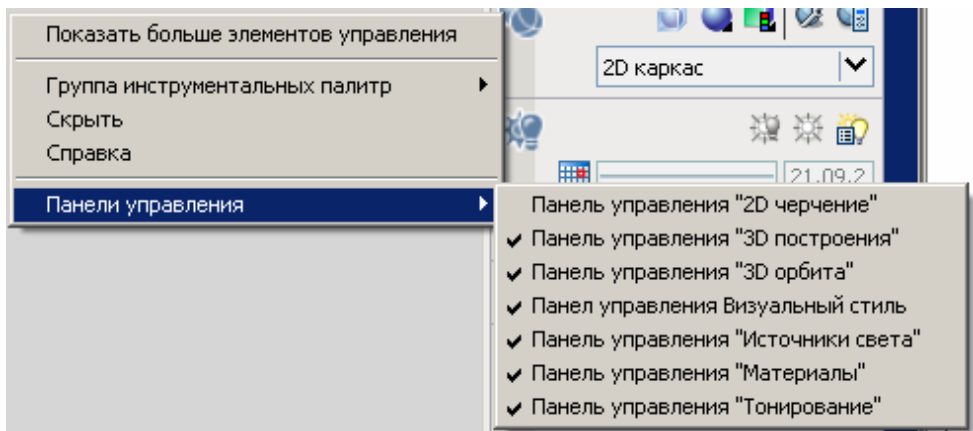 Показать больше элементов управления
Группа инструментальных палитр
Скрыть
Справка
Панели управления
2D каркас
21.09.2
Панель управления "2D черчение"
Панель управления "3D построения"
Панель управления "3D орбита"
Панел управления Визуальный стиль
Панель управления "Источники света"
Панель управления "Материалы"
Панель управления "Тонирование"